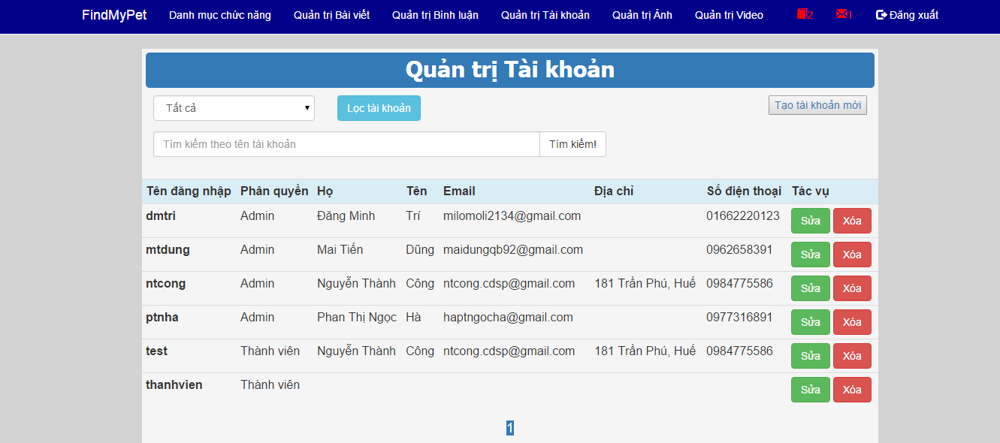 FindMyPet Danh mục chức năng Quản trị Bài viết Quản trị Bình luận Quản trị Tài khoản Quản trị Ảnh Quản trị Video 2 1 Đăng xuất
Quản trị Tài khoản
Tất cả Lọc tài khoản Tạo tài khoản mới
Tìm kiếm theo tên tài khoản Tìm kiếm!
Tên đăng nhập Phân quyền Họ Tên Email Địa chỉ Số điện thoại Tác vụ
dmtri Admin Đăng Minh Trí milomoli2134@gmail.com 01662220123 Sửa Xóa
mtdung Admin Mai Tiến Dũng maidungqb92@gmail.com 0962658391 Sửa Xóa
ntcong Admin Nguyễn Thành Công ntcong.cdsp@gmail.com 181 Trần Phú, Huế 0984775586 Sửa Xóa
ptnha Admin Phan Thị Ngọc Hà haptngocha@gmail.com 0977316891 Sửa Xóa
test Thành viên Nguyễn Thành Công ntcong.cdsp@gmail.com 181 Trần Phú, Huế 0984775586 Sửa Xóa
thanhvien Thành viên Sửa Xóa
1